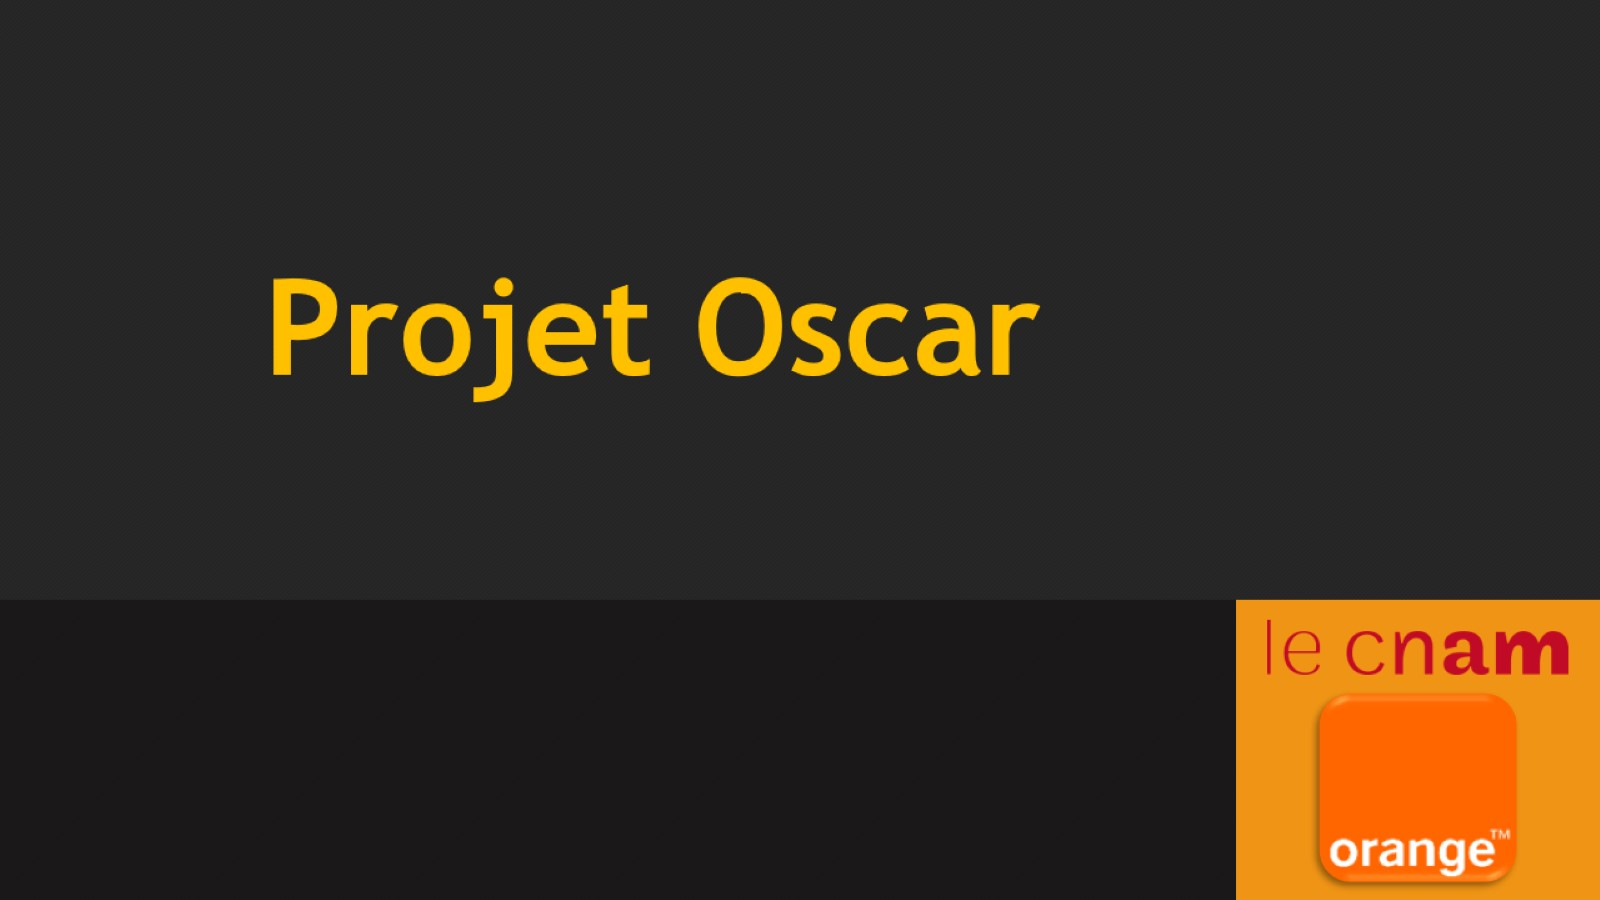 Projet Oscar
le cnam
orange™